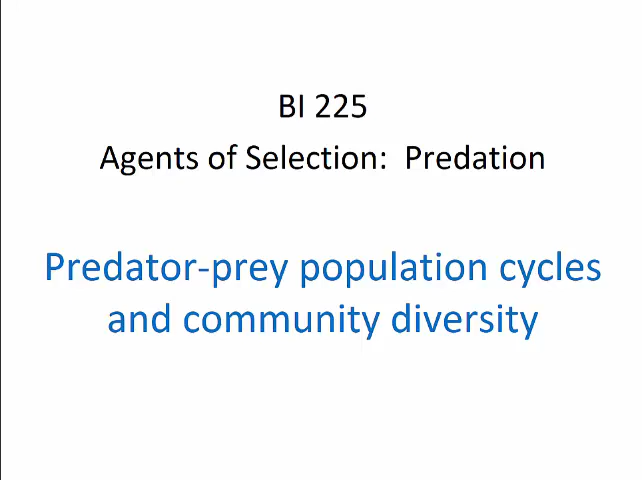 BI 225
Agents of Selection:  Predation
Predator-prey population cycles
and community diversity